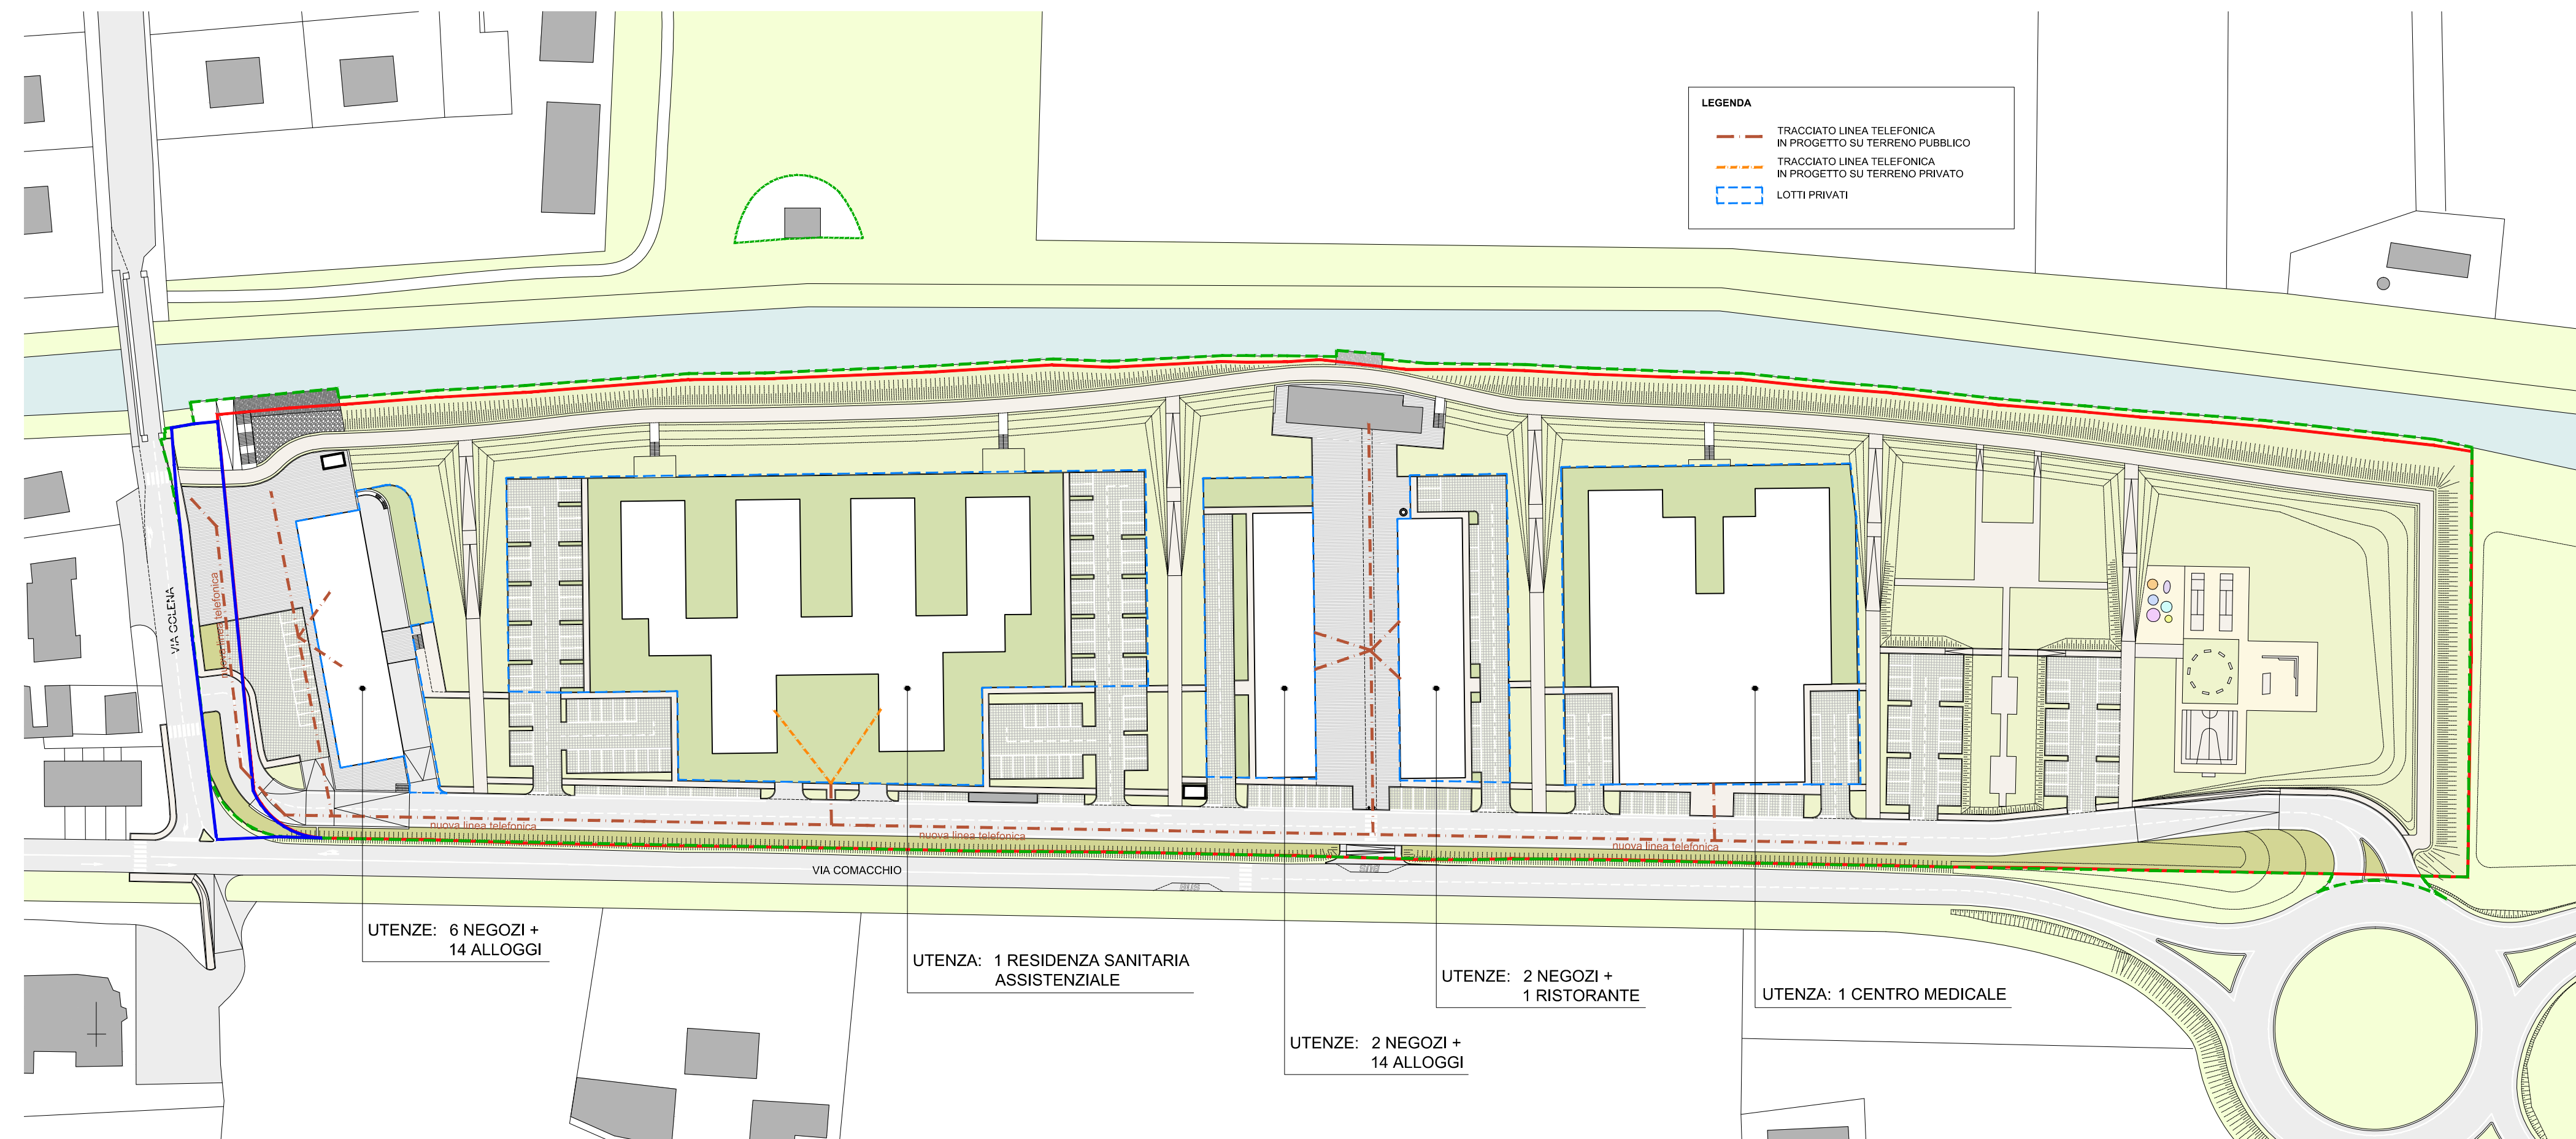 LEGENDA
TRACCIATO LINEA TELEFONICA
IN PROGETTO SU TERRENO PUBBLICO
TRACCIATO LINEA TELEFONICA
IN PROGETTO SU TERRENO PRIVATO
LOTTI PRIVATI
VIA COLLENA
nuova linea telefonica
nuova linea telefonica
nuova linea telefonica
nuova linea telefonica
VIA COMACCHIO
BUS
BUS
UTENZE: 6 NEGOZI +
14 ALLOGGI
UTENZA: 1 RESIDENZA SANITARIA
ASSISTENZIALE
UTENZE: 2 NEGOZI +
1 RISTORANTE
UTENZA: 1 CENTRO MEDICALE
UTENZE: 2 NEGOZI +
14 ALLOGGI